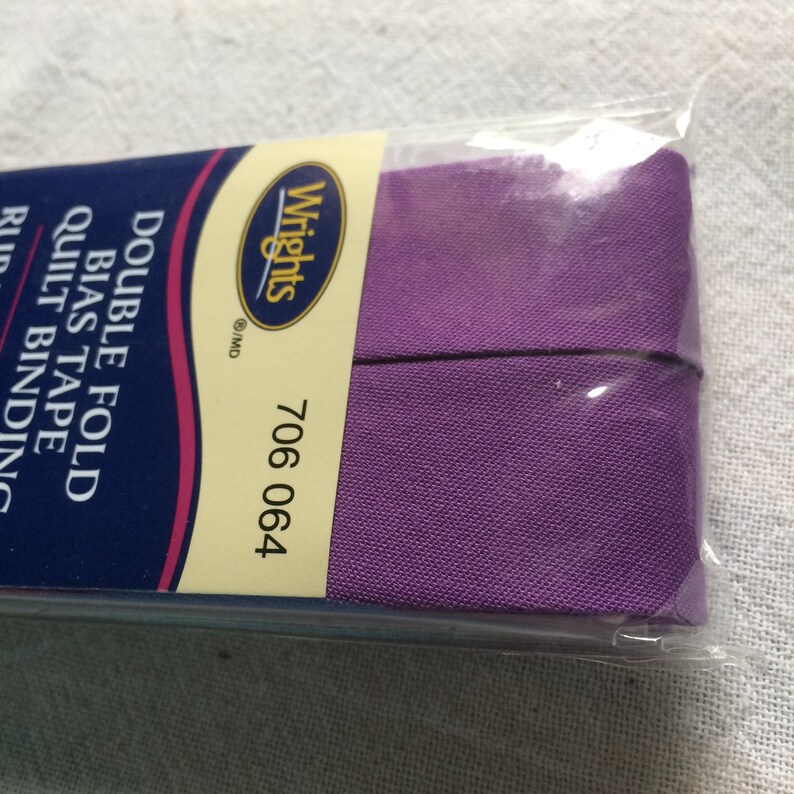 Wrights
®/MD
706 064
DOUBLE FOLD
BIAS TAPE
QUILT BINDING